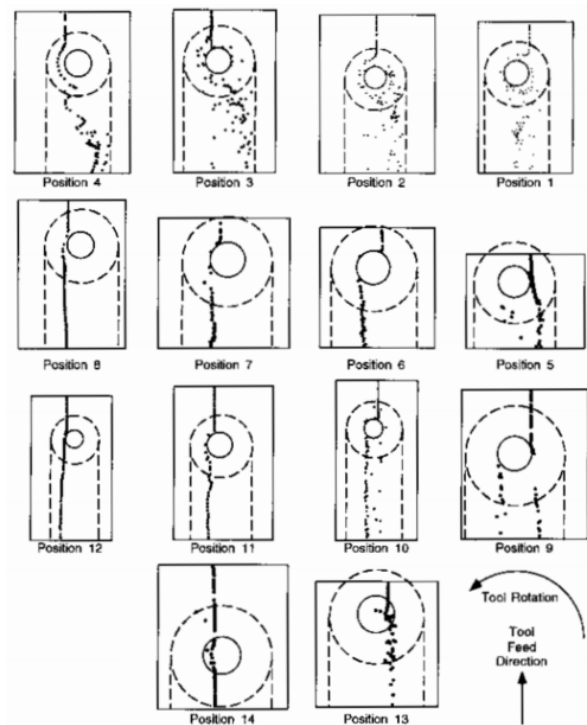 Position 4
Position 3
Position 2
Position 1
Position 8
Position 7
Position 6
Position 5
Position 12
Position 11
Position 10
Position 9
Tool Rotation
Tool
Feed
Direction
Position 14
Position 13